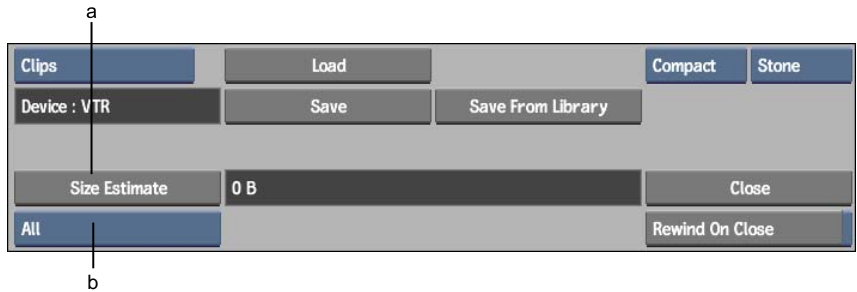 a
Clips Load Compact Stone
Device : VTR Save Save From Library
Size Estimate 0 B Close
All Rewind On Close
b